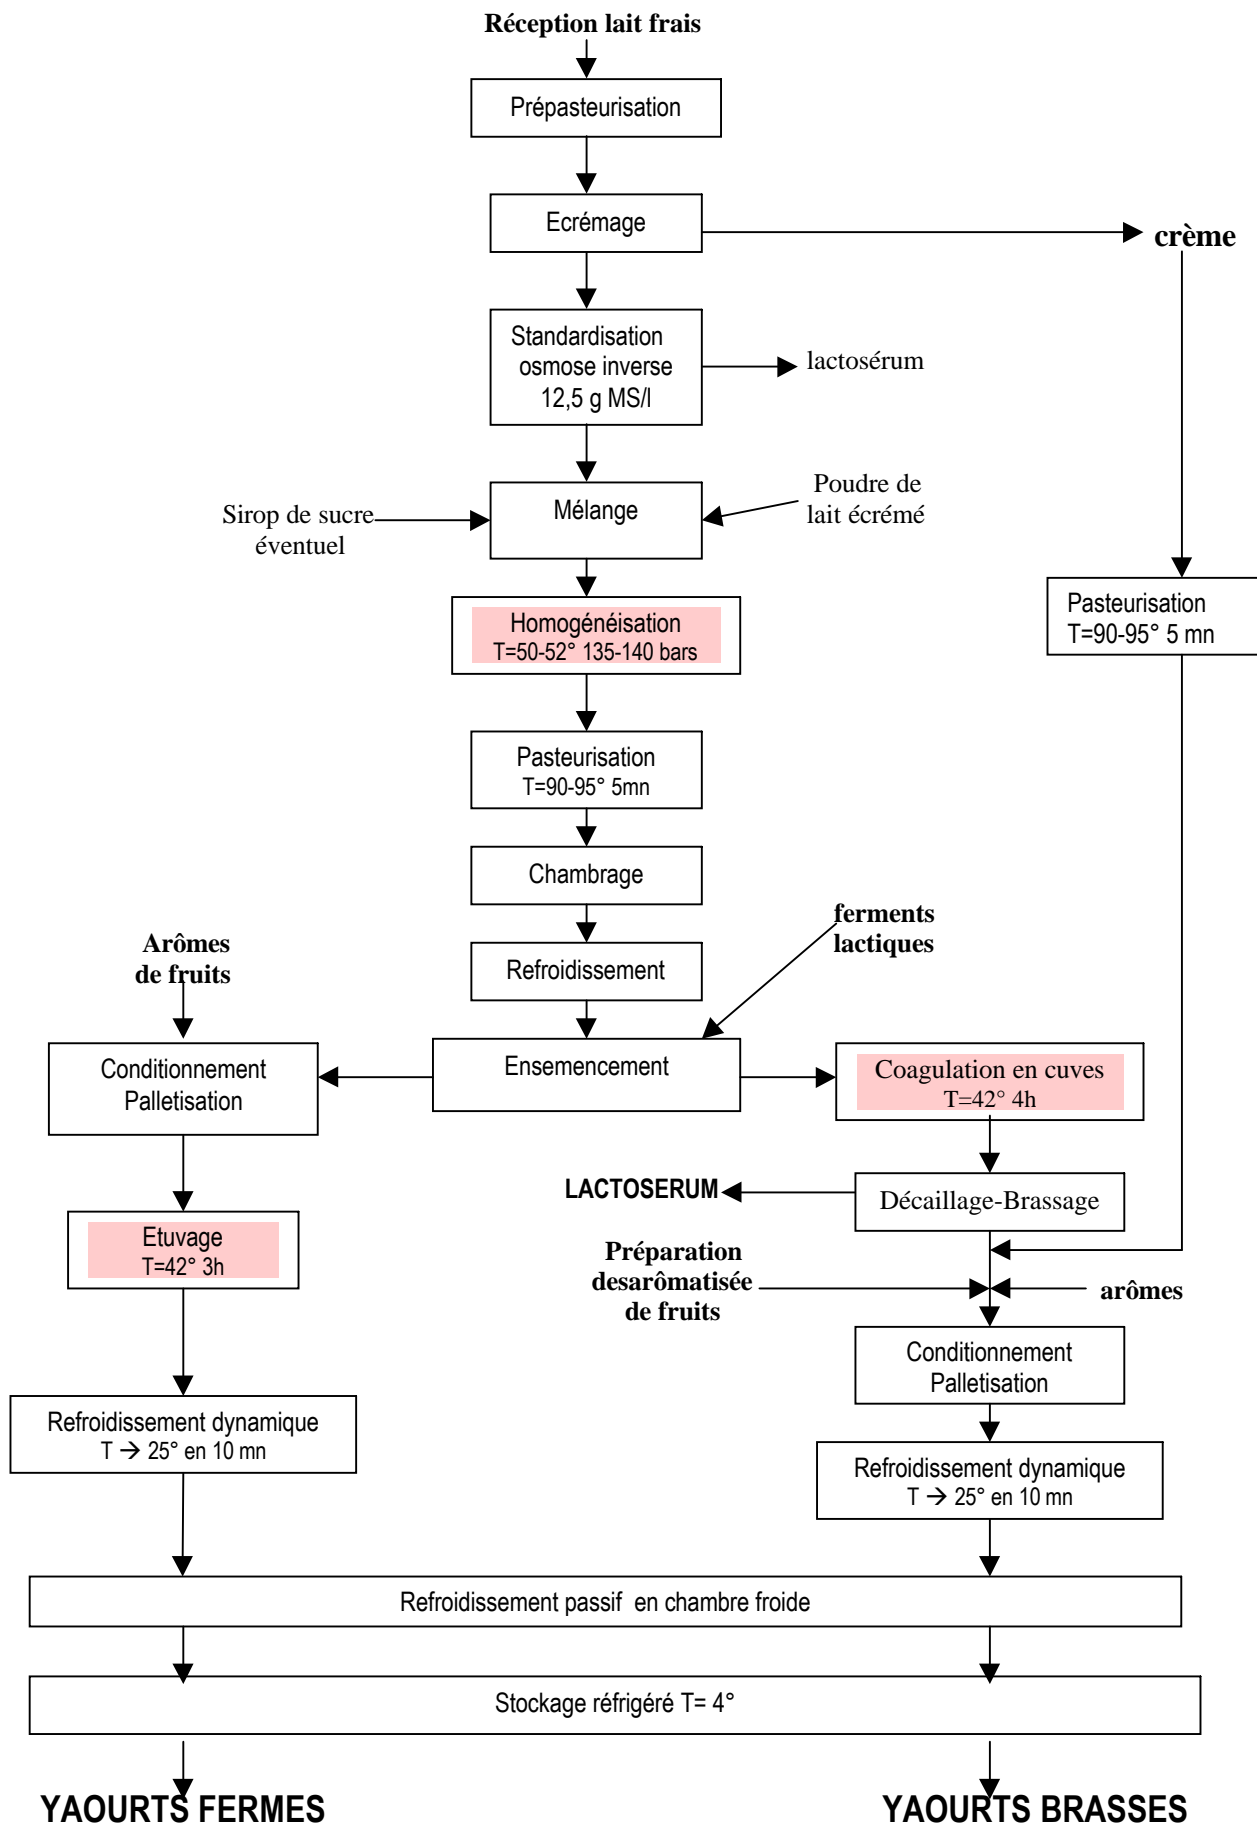 Réception lait frais
Prépasteurisation
Ecrémage
crème
Standardisation
osmose inverse
12,5 g MS/l
lactosérum
Mélange
Sirop de sucre
éventuel
Poudre de
lait écrémé
Homogénéisation
T=50-52° 135-140 bars
Pasteurisation
T=90-95° 5 mn
Pasteurisation
T=90-95° 5mn
Chambrage
ferments
lactiques
Arômes
de fruits
Refroidissement
Ensemencement
Conditionnement
Palletisation
Coagulation en cuves
T=42° 4h
LACTOSERUM
Décaillage-Brassage
Etuvage
T=42° 3h
Préparation
desarômatisée
de fruits
arômes
Conditionnement
Palletisation
Refroidissement dynamique
T → 25° en 10 mn
Refroidissement dynamique
T → 25° en 10 mn
Refroidissement passif en chambre froide
Stockage réfrigéré T= 4°
YAOURTS FERMES
YAOURTS BRASSES